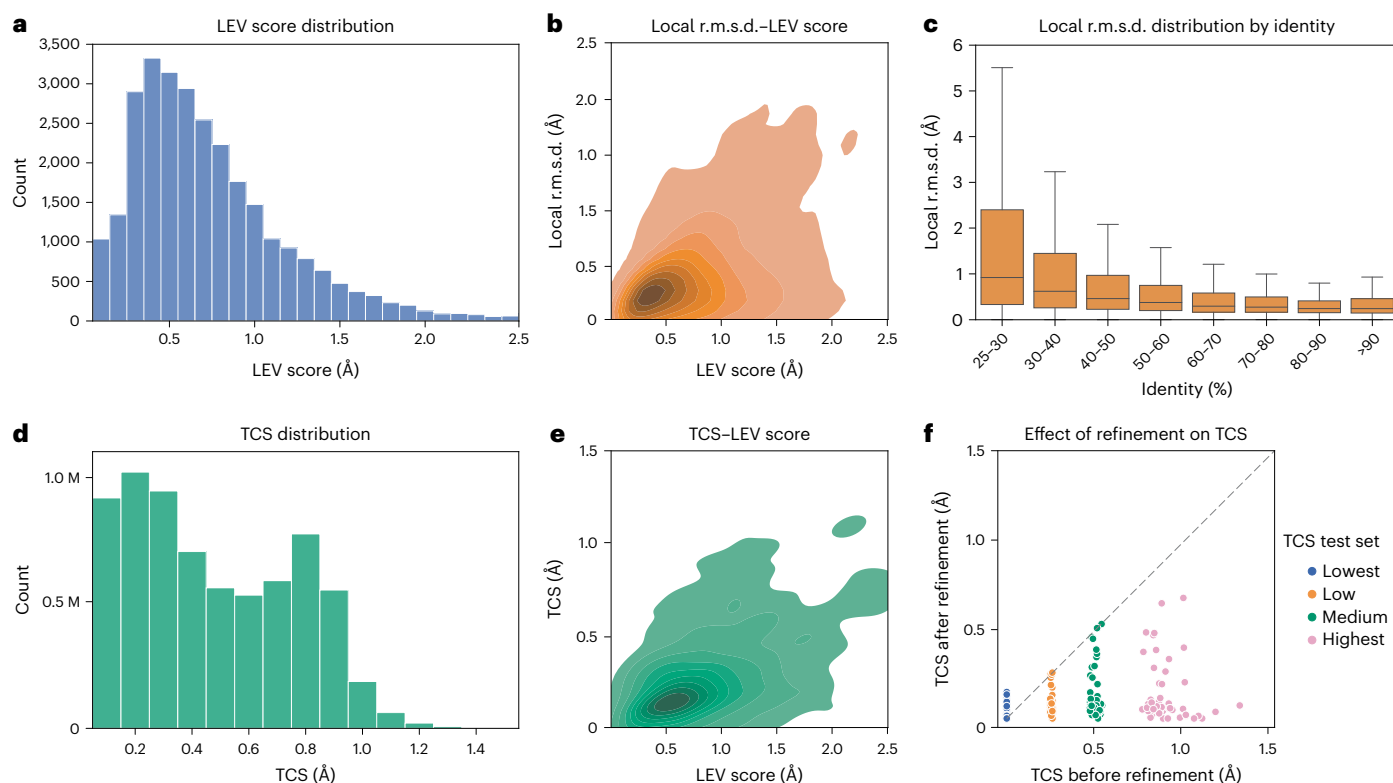 a
LEV score distribution
3,500
3,000
2,500
2,000
1,500
1,000
500
0
Count
0.5
1.0
1.5
2.0
2.5
LEV score (Å)
b
Local r.m.s.d.–LEV score
2.5
2.0
1.0
1.5
0.5
0
Local r.m.s.d. (Å)
0.5
1.0
1.5
2.0
2.5
LEV score (Å)
c
Local r.m.s.d. distribution by identity
6
5
4
3
2
1
0
Local r.m.s.d. (Å)
25–30
30–40
40–50
50–60
60–70
70–80
80–90
>90
Identity (%)
d
TCS distribution
1.0 M
0.5 M
0
Count
0.2
0.4
0.6
0.8
1.0
1.2
1.4
TCS (Å)
e
TCS–LEV score
1.5
1.0
0.5
0
TCS (Å)
0.5
1.0
1.5
2.0
2.5
LEV score (Å)
f
Effect of refinement on TCS
1.5
1.0
0.5
0
TCS after refinement (Å)
0.5
1.0
1.5
TCS before refinement (Å)
TCS test set
Lowest
Low
Medium
Highest